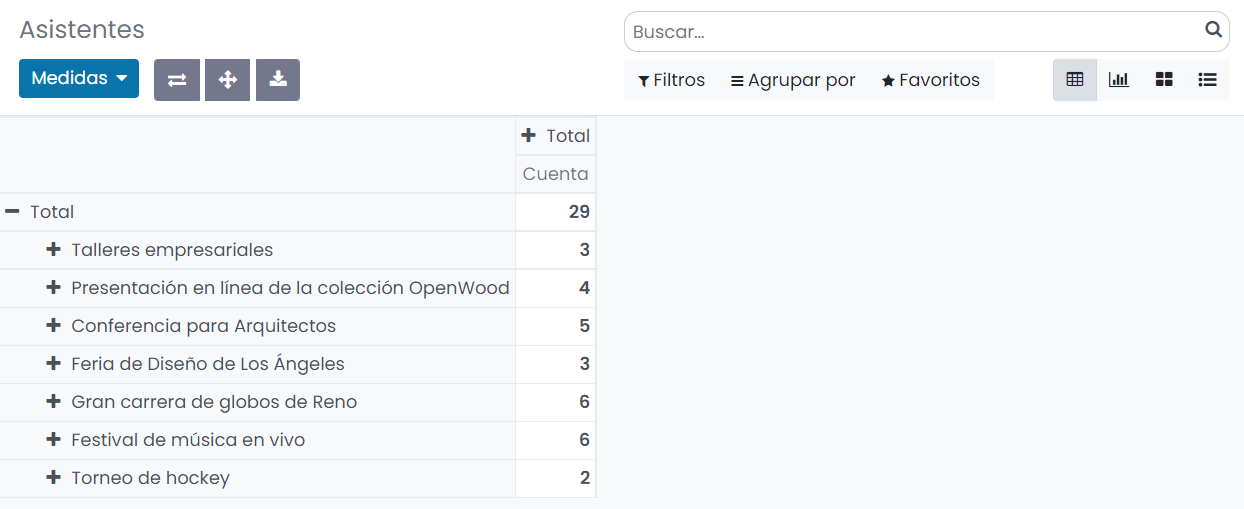 Asistentes
Buscar...
Medidas
Filtros Agrupar por Favoritos
Total
Cuenta
Total 29
Talleres empresariales 3
Presentación en línea de la colección OpenWood 4
Conferencia para Arquitectos 5
Feria de Diseño de Los Ángeles 3
Gran carrera de globos de Reno 6
Festival de música en vivo 6
Torneo de hockey 2